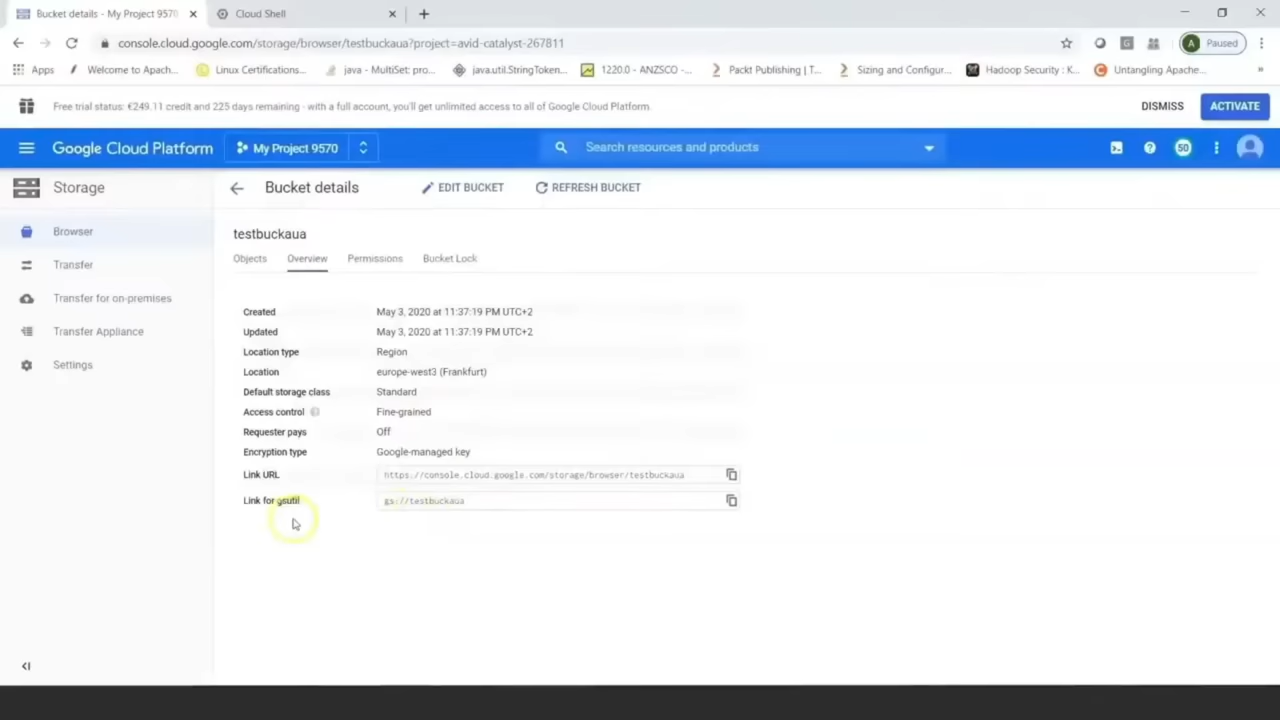 Bucket details - My Project 9570
Cloud Shell
console.cloud.google.com/storage/browser/testbuckaua?project=avid-catalyst-267811
A Paused
Apps Welcome to Apach... Linux Certifications... java - MultiSet: pro... java.util.StringToken... 1220.0 - ANZSCO -... Packt Publishing | T... Sizing and Configur... Hadoop Security : K... Untangling Apache... »
Free trial status: €249.11 credit and 225 days remaining - with a full account, you'll get unlimited access to all of Google Cloud Platform.
DISMISS
ACTIVATE
Google Cloud Platform
My Project 9570
Search resources and products
50
Storage
Bucket details
EDIT BUCKET
REFRESH BUCKET
Browser
Transfer
Transfer for on-premises
Transfer Appliance
Settings
testbuckaua
Objects Overview Permissions Bucket Lock
Created May 3, 2020 at 11:37:19 PM UTC+2
Updated May 3, 2020 at 11:37:19 PM UTC+2
Location type Region
Location europe-west3 (Frankfurt)
Default storage class Standard
Access control Fine-grained
Requester pays Off
Encryption type Google-managed key
Link URL https://console.cloud.google.com/storage/browser/testbuckaua
Link for gsutil gs://testbuckaua